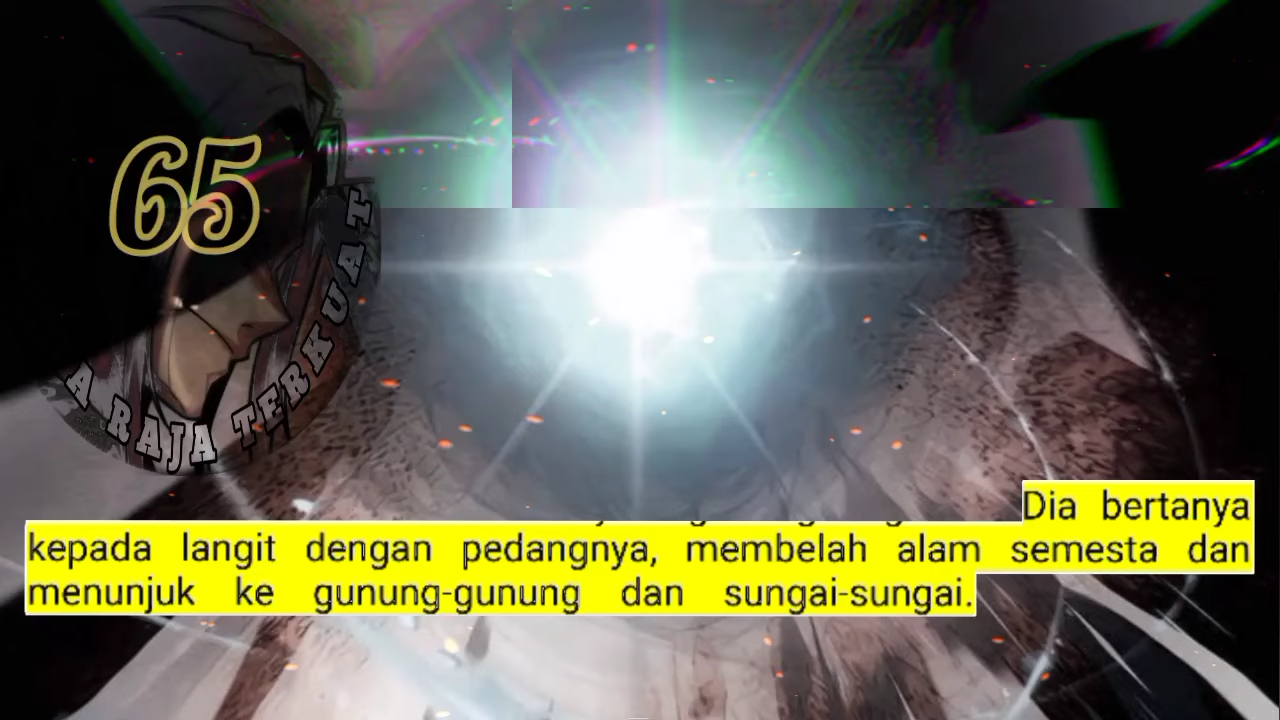 65
A RAJA TERKUAT
Dia bertanya
kepada langit dengan pedangnya, membelah alam semesta dan
menunjuk ke gunung-gunung dan sungai-sungai.